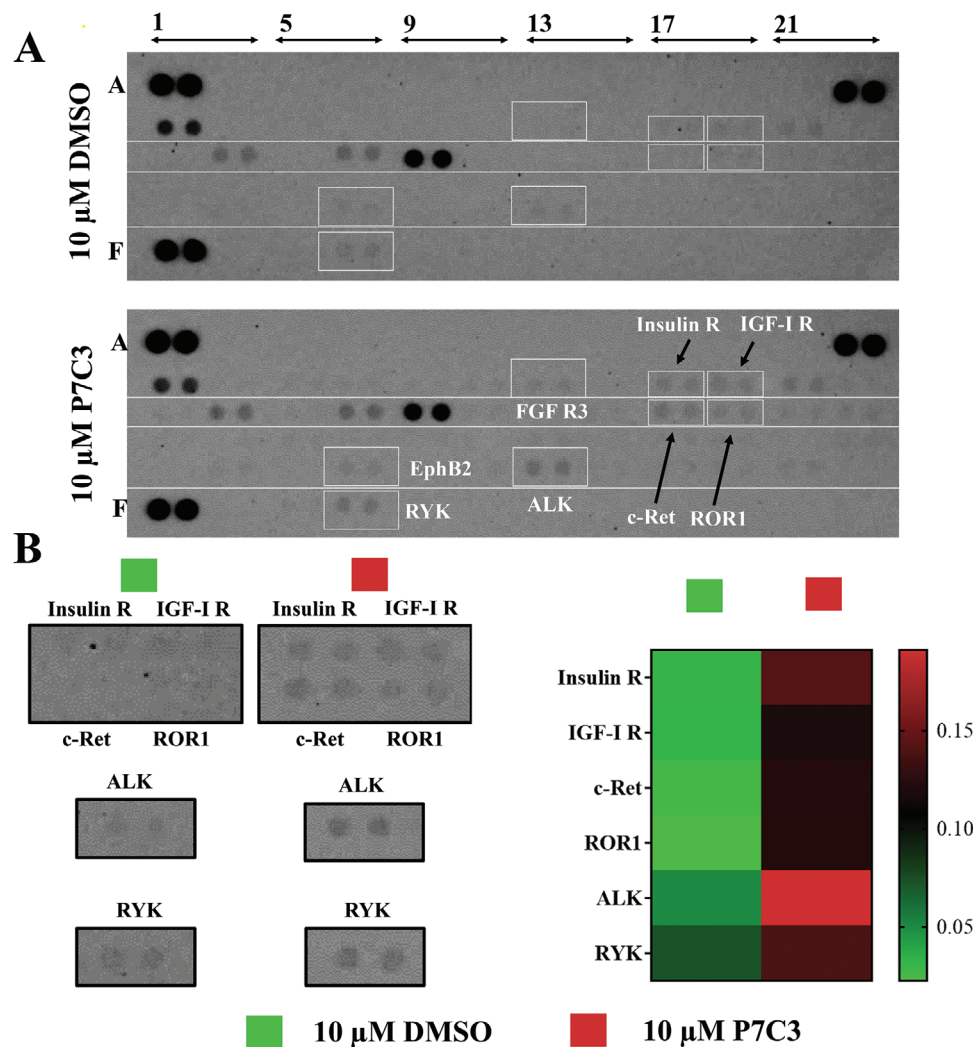 1 5 9 13 17 21
A
A
10 µM DMSO
F
A
10 µM P7C3
Insulin R IGF-I R
FGF R3
EphB2
ALK
RYK
c-Ret ROR1
F
B
Insulin R IGF-I R Insulin R IGF-I R
c-Ret ROR1 c-Ret ROR1
ALK ALK
RYK RYK
Insulin R
IGF-I R
c-Ret
ROR1
ALK
RYK
0.15
0.10
0.05
10 µM DMSO 10 µM P7C3